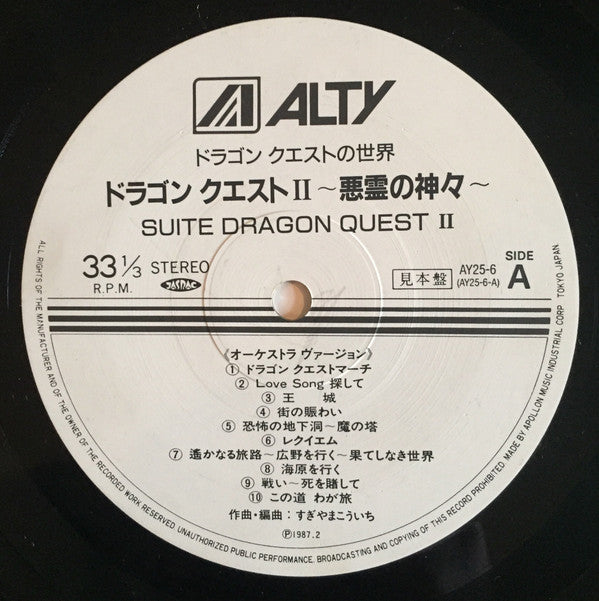 ALTY
ドラゴン クエストの世界
ドラゴン クエストⅡ～悪霊の神々～
SUITE DRAGON QUEST Ⅱ
33 1/3 STEREO
R.P.M.
JASRAC
見本盤
AY25-6
(AY25-6-A)
SIDE
A
《オーケストラ ヴァージョン》
① ドラゴン クエストマーチ
② Love Song 探して
③ 王 城
④ 街の賑わい
⑤ 恐怖の地下洞～魔の塔
⑥ レクイエム
⑦ 遙かなる旅路～広野を行く～果てしなき世界
⑧ 海原を行く
⑨ 戦い～死を賭して
⑩ この道 わが旅
作曲・編曲：すぎやまこういち
Ⓟ1987.2
ALL RIGHTS OF THE MANUFACTURER AND OF THE OWNER OF THE RECORDED WORK RESERVED UNAUTHORIZED PUBLIC PERFORMANCE, BROADCASTING AND COPYING OF THIS RECORD PROHIBITED. MADE BY APOLLON MUSIC INDUSTRIAL CORP. TOKYO JAPAN.